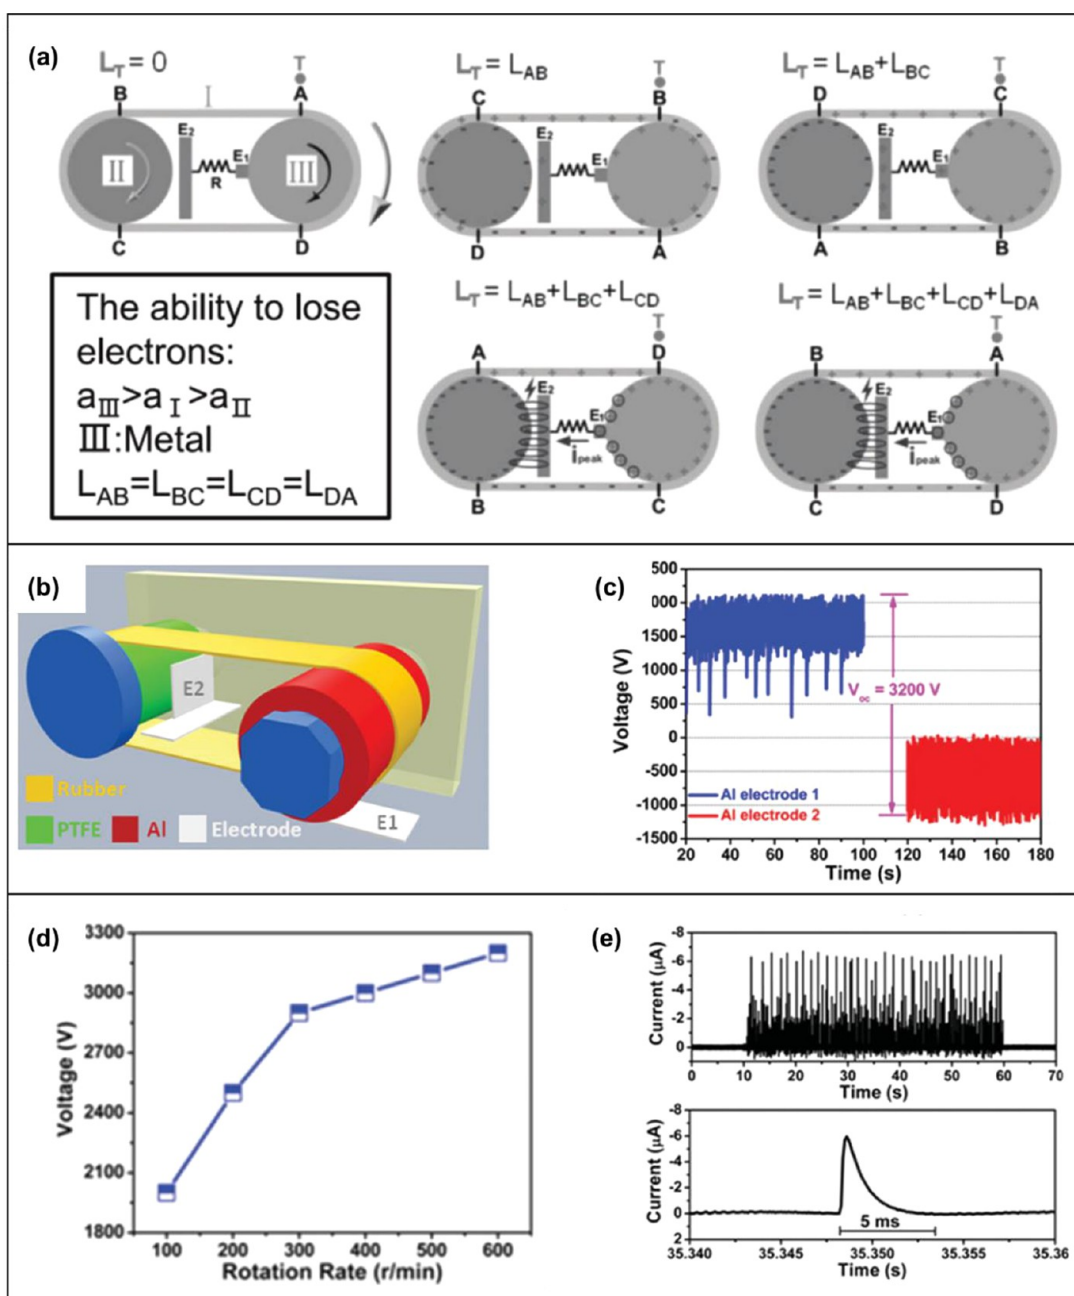 (a)
L_T = 0
B
I
T
A
E₂
II
R
E₁
III
C
D
L_T = L_AB
T
C
B
E₂
E₁
D
A
L_T = L_AB+L_BC
T
D
C
E₂
E₁
A
B
The ability to lose
electrons:
a_III>a_I>a_II
III:Metal
L_AB=L_BC=L_CD=L_DA
L_T = L_AB+L_BC+L_CD
T
A
D
E₂
E₁
i_peak
B
C
L_T = L_AB+L_BC+L_CD+L_DA
T
B
A
E₂
E₁
i_peak
C
D
(b)
E2
Rubber
PTFE Al Electrode
E1
(c)
Voltage (V)
500
000
1500
1000
500
0
-500
-1000
-1500
V_oc = 3200 V
Al electrode 1
Al electrode 2
20 40 60 80 100 120 140 160 180
Time (s)
(d)
Voltage (V)
3300
3000
2700
2400
2100
1800
100 200 300 400 500 600
Rotation Rate (r/min)
(e)
Current (μA)
-8
-6
-4
-2
0
0 10 20 30 40 50 60 70
Time (s)
Current (μA)
-8
-6
-4
-2
0
2
5 ms
35.340 35.345 35.350 35.355 35.36
Time (s)